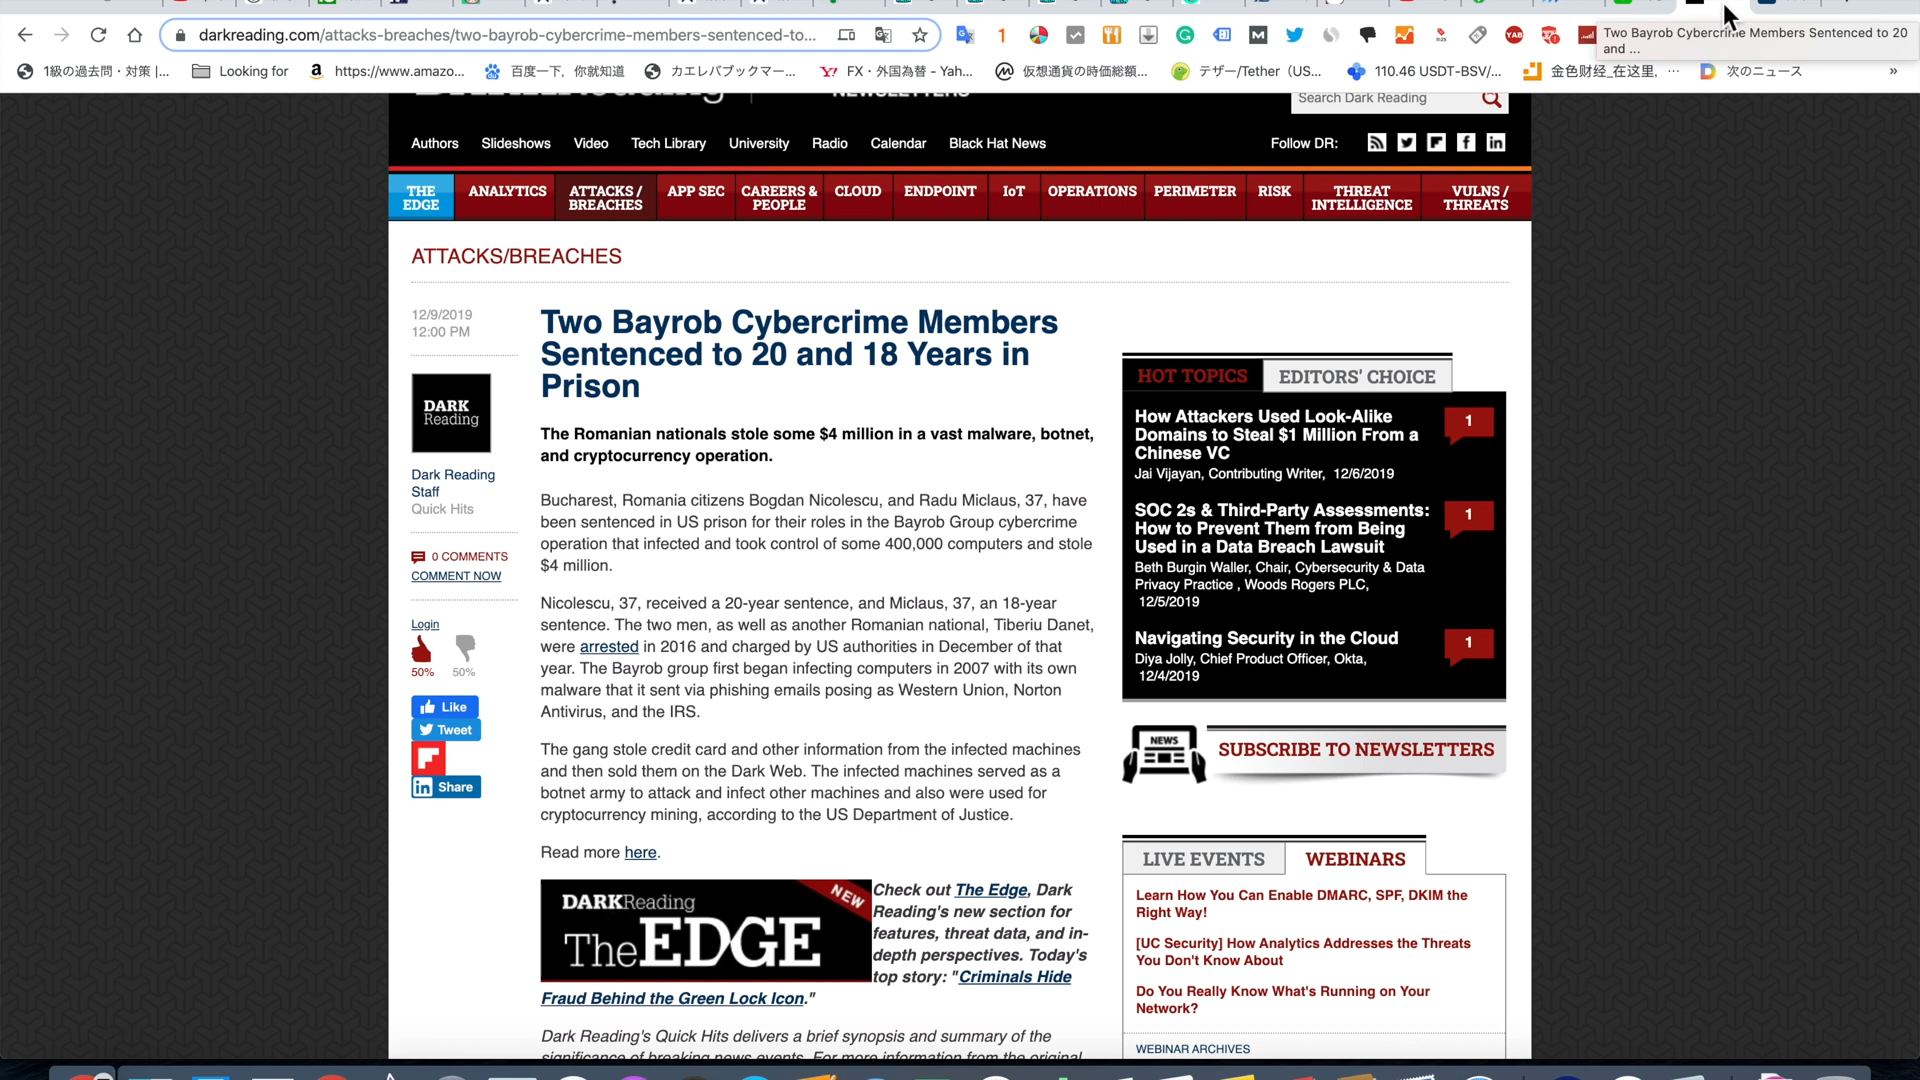 darkreading.com/attacks-breaches/two-bayrob-cybercrime-members-sentenced-to...
Two Bayrob Cybercrime Members Sentenced to 20
and ...
1級の過去問・対策 |...
Looking for
https://www.amazo...
百度一下，你就知道
カエレバブックマー...
FX・外国為替 - Yah...
仮想通貨の時価総額...
テザー/Tether（US...
110.46 USDT-BSV/...
金色财经_在这里，...
次のニュース
»
NEWSLETTERS
Search Dark Reading
Authors
Slideshows
Video
Tech Library
University
Radio
Calendar
Black Hat News
Follow DR:
THE
EDGE
ANALYTICS
ATTACKS /
BREACHES
APP SEC
CAREERS &
PEOPLE
CLOUD
ENDPOINT
IoT
OPERATIONS
PERIMETER
RISK
THREAT
INTELLIGENCE
VULNS /
THREATS
ATTACKS/BREACHES
12/9/2019
12:00 PM
DARK
Reading
Dark Reading
Staff
Quick Hits
0 COMMENTS
COMMENT NOW
Login
50%
50%
Like
Tweet
Share
Two Bayrob Cybercrime Members
Sentenced to 20 and 18 Years in
Prison
The Romanian nationals stole some $4 million in a vast malware, botnet,
and cryptocurrency operation.
Bucharest, Romania citizens Bogdan Nicolescu, and Radu Miclaus, 37, have
been sentenced in US prison for their roles in the Bayrob Group cybercrime
operation that infected and took control of some 400,000 computers and stole
$4 million.
Nicolescu, 37, received a 20-year sentence, and Miclaus, 37, an 18-year
sentence. The two men, as well as another Romanian national, Tiberiu Danet,
were arrested in 2016 and charged by US authorities in December of that
year. The Bayrob group first began infecting computers in 2007 with its own
malware that it sent via phishing emails posing as Western Union, Norton
Antivirus, and the IRS.
The gang stole credit card and other information from the infected machines
and then sold them on the Dark Web. The infected machines served as a
botnet army to attack and infect other machines and also were used for
cryptocurrency mining, according to the US Department of Justice.
Read more here.
DARKReading
The EDGE
NEW
Check out The Edge, Dark
Reading's new section for
features, threat data, and in-
depth perspectives. Today's
top story: "Criminals Hide
Fraud Behind the Green Lock Icon."
Dark Reading's Quick Hits delivers a brief synopsis and summary of the
significance of breaking news events. For more information from the original
HOT TOPICS
EDITORS' CHOICE
How Attackers Used Look-Alike
Domains to Steal $1 Million From a
Chinese VC
Jai Vijayan, Contributing Writer, 12/6/2019
1
SOC 2s & Third-Party Assessments:
How to Prevent Them from Being
Used in a Data Breach Lawsuit
Beth Burgin Waller, Chair, Cybersecurity & Data
Privacy Practice , Woods Rogers PLC,
12/5/2019
1
Navigating Security in the Cloud
Diya Jolly, Chief Product Officer, Okta,
12/4/2019
1
NEWS
SUBSCRIBE TO NEWSLETTERS
LIVE EVENTS
WEBINARS
Learn How You Can Enable DMARC, SPF, DKIM the
Right Way!
[UC Security] How Analytics Addresses the Threats
You Don't Know About
Do You Really Know What's Running on Your
Network?
WEBINAR ARCHIVES